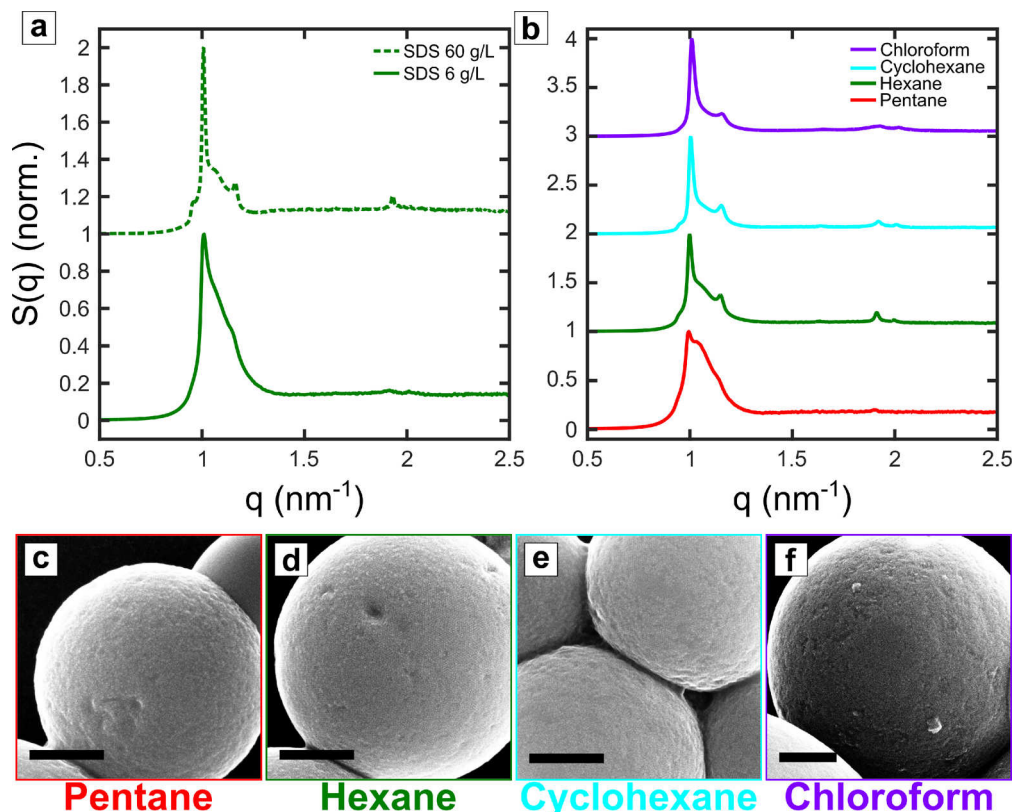 a
SDS 60 g/L
SDS 6 g/L
2
1.8
1.6
1.4
1.2
1
0.8
0.6
0.4
0.2
0
S(q) (norm.)
0.5 1 1.5 2 2.5
q (nm⁻¹)
b
Chloroform
Cyclohexane
Hexane
Pentane
4
3.5
3
2.5
2
1.5
1
0.5
0
0.5 1 1.5 2 2.5
q (nm⁻¹)
c
d
e
f
Pentane
Hexane
Cyclohexane
Chloroform